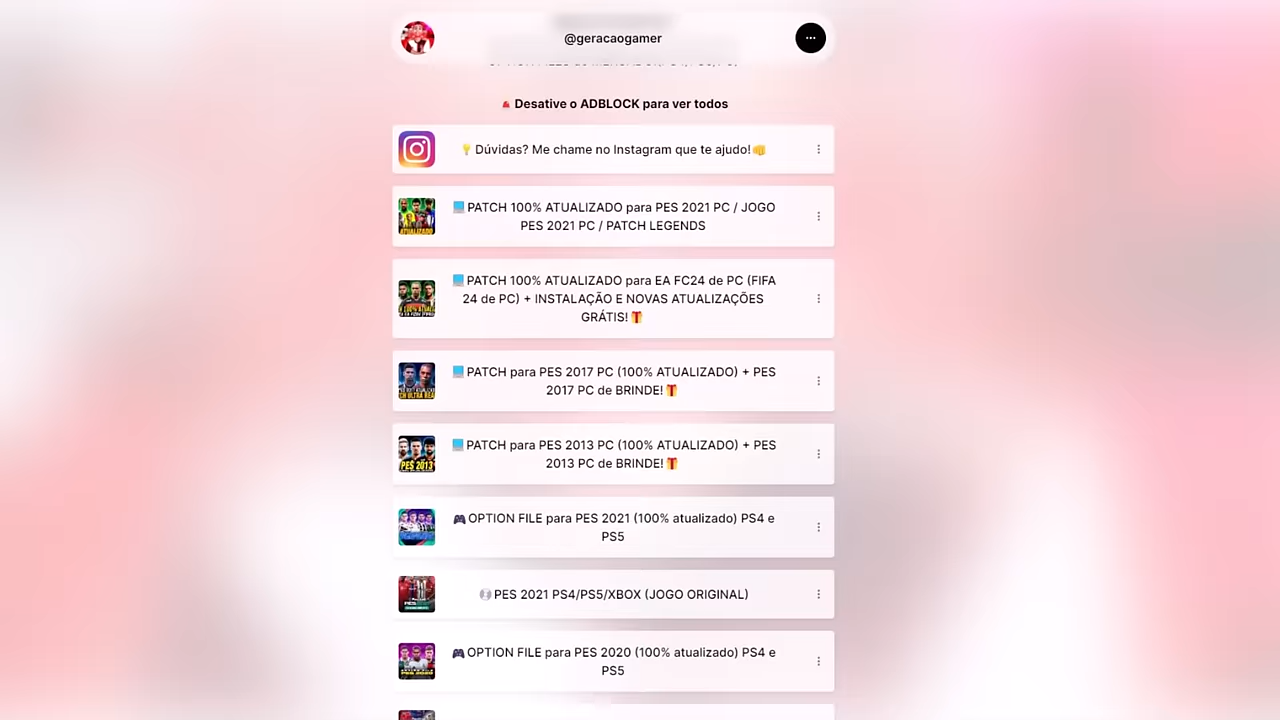 @geracaogamer
🚨 Desative o ADBLOCK para ver todos
💡Dúvidas? Me chame no Instagram que te ajudo!👊
PATCH 100% ATUALIZADO para PES 2021 PC / JOGO
PES 2021 PC / PATCH LEGENDS
PATCH 100% ATUALIZADO para EA FC24 de PC (FIFA
24 de PC) + INSTALAÇÃO E NOVAS ATUALIZAÇÕES
GRÁTIS!🎁
PATCH para PES 2017 PC (100% ATUALIZADO) + PES
2017 PC de BRINDE!🎁
PATCH para PES 2013 PC (100% ATUALIZADO) + PES
2013 PC de BRINDE!🎁
🎮OPTION FILE para PES 2021 (100% atualizado) PS4 e
PS5
PES 2021 PS4/PS5/XBOX (JOGO ORIGINAL)
🎮OPTION FILE para PES 2020 (100% atualizado) PS4 e
PS5